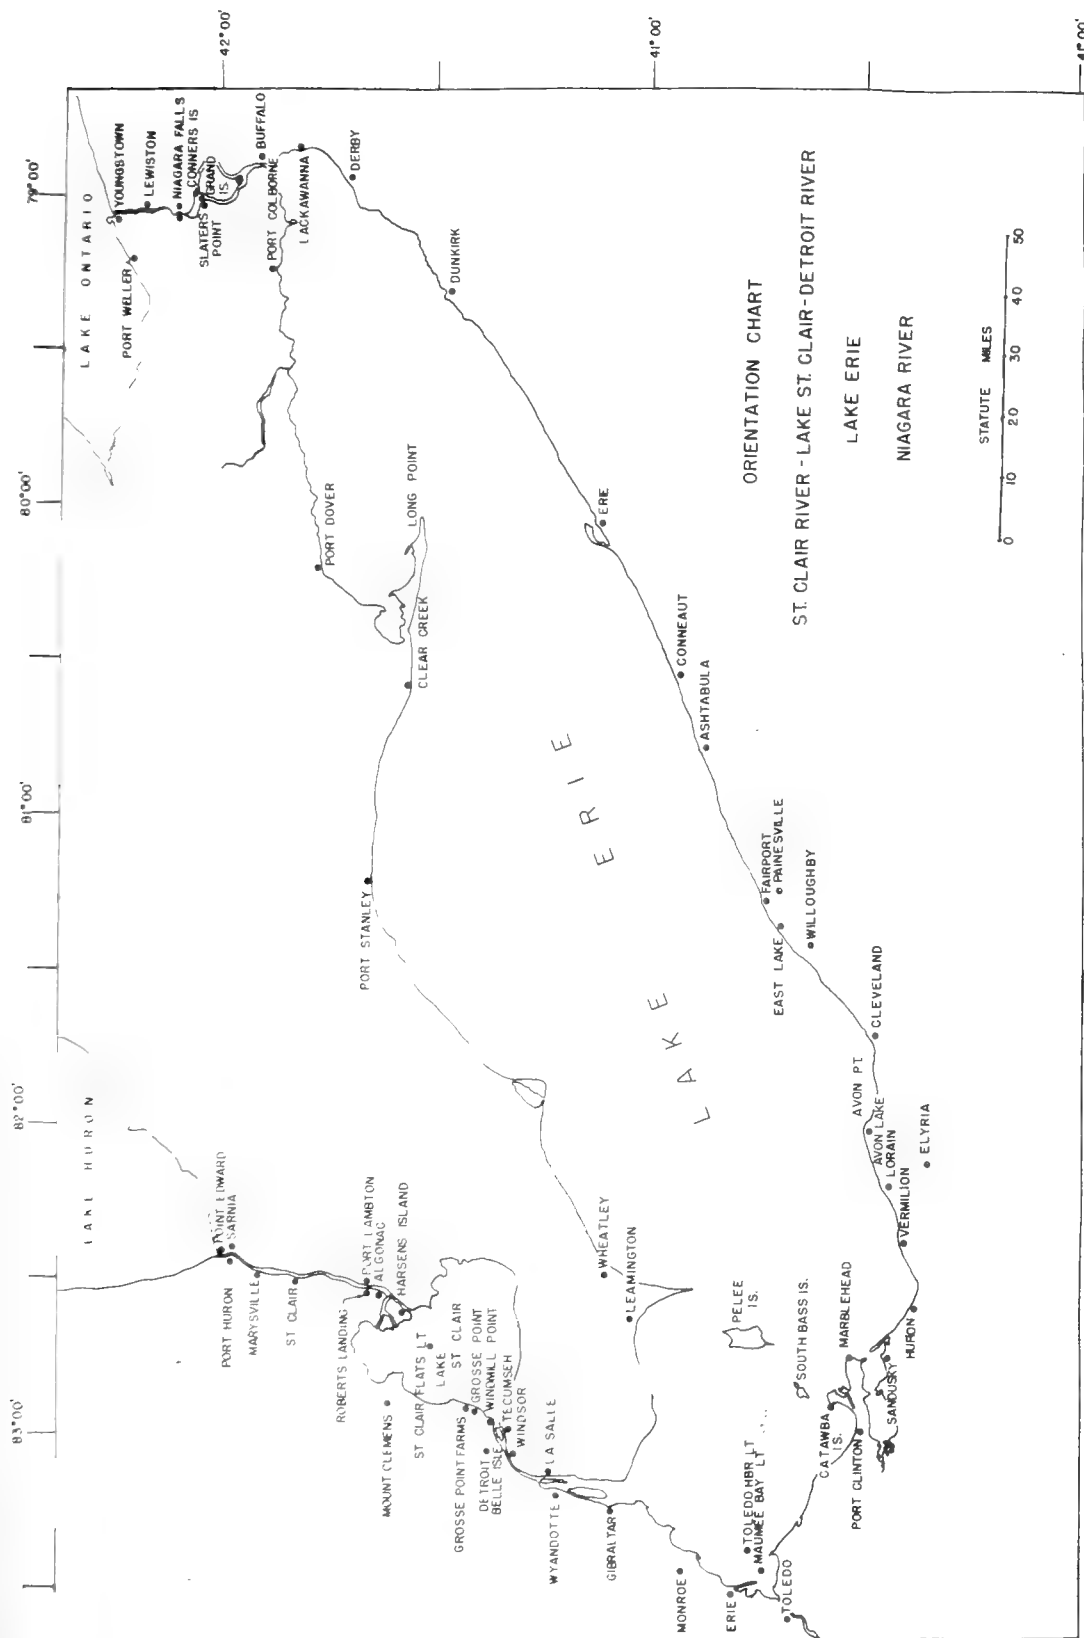 83°00'
82°00'
81°00'
80°00'
79°00'
42°00'
41°00'
LAKE HURON
LAKE ONTARIO
POINT EDWARD
SARNIA
PORT HURON
MARYSVILLE
ST CLAIR
ROBERTS LANDING
PORT LAMBTON
ALGONAC
HARSENS ISLAND
MOUNT CLEMENS
ST CLAIR FLATS LT
LAKE
ST CLAIR
GROSSE POINT FARMS
GROSSE POINT
WINDMILL POINT
DETROIT
BELLE ISLE
TECUMSEH
WINDSOR
LA SALLE
WYANDOTTE
GIBRALTAR
MONROE
ERIE
TOLEDO HBR LT
MAUMEE BAY LT
TOLEDO
WHEATLEY
LEAMINGTON
PELEE
IS.
SOUTH BASS IS.
MARBLEHEAD
CATAWBA
IS.
PORT CLINTON
SANDUSKY
HURON
VERMILION
LORAIN
AVON LAKE
AVON PT
ELYRIA
CLEVELAND
EAST LAKE
WILLOUGHBY
FAIRPORT
PAINESVILLE
ASHTABULA
CONNEAUT
ERIE
DUNKIRK
DERBY
LACKAWANNA
BUFFALO
PORT COLBORNE
GRAND
IS.
SLATERS
POINT
CONNERS IS
NIAGARA FALLS
LEWISTON
YOUNGSTOWN
PORT WELLER
PORT DOVER
LONG POINT
CLEAR CREEK
PORT STANLEY
LAKE ERIE
ORIENTATION CHART
ST. CLAIR RIVER - LAKE ST. CLAIR - DETROIT RIVER
LAKE ERIE
NIAGARA RIVER
STATUTE MILES
0 10 20 30 40 50